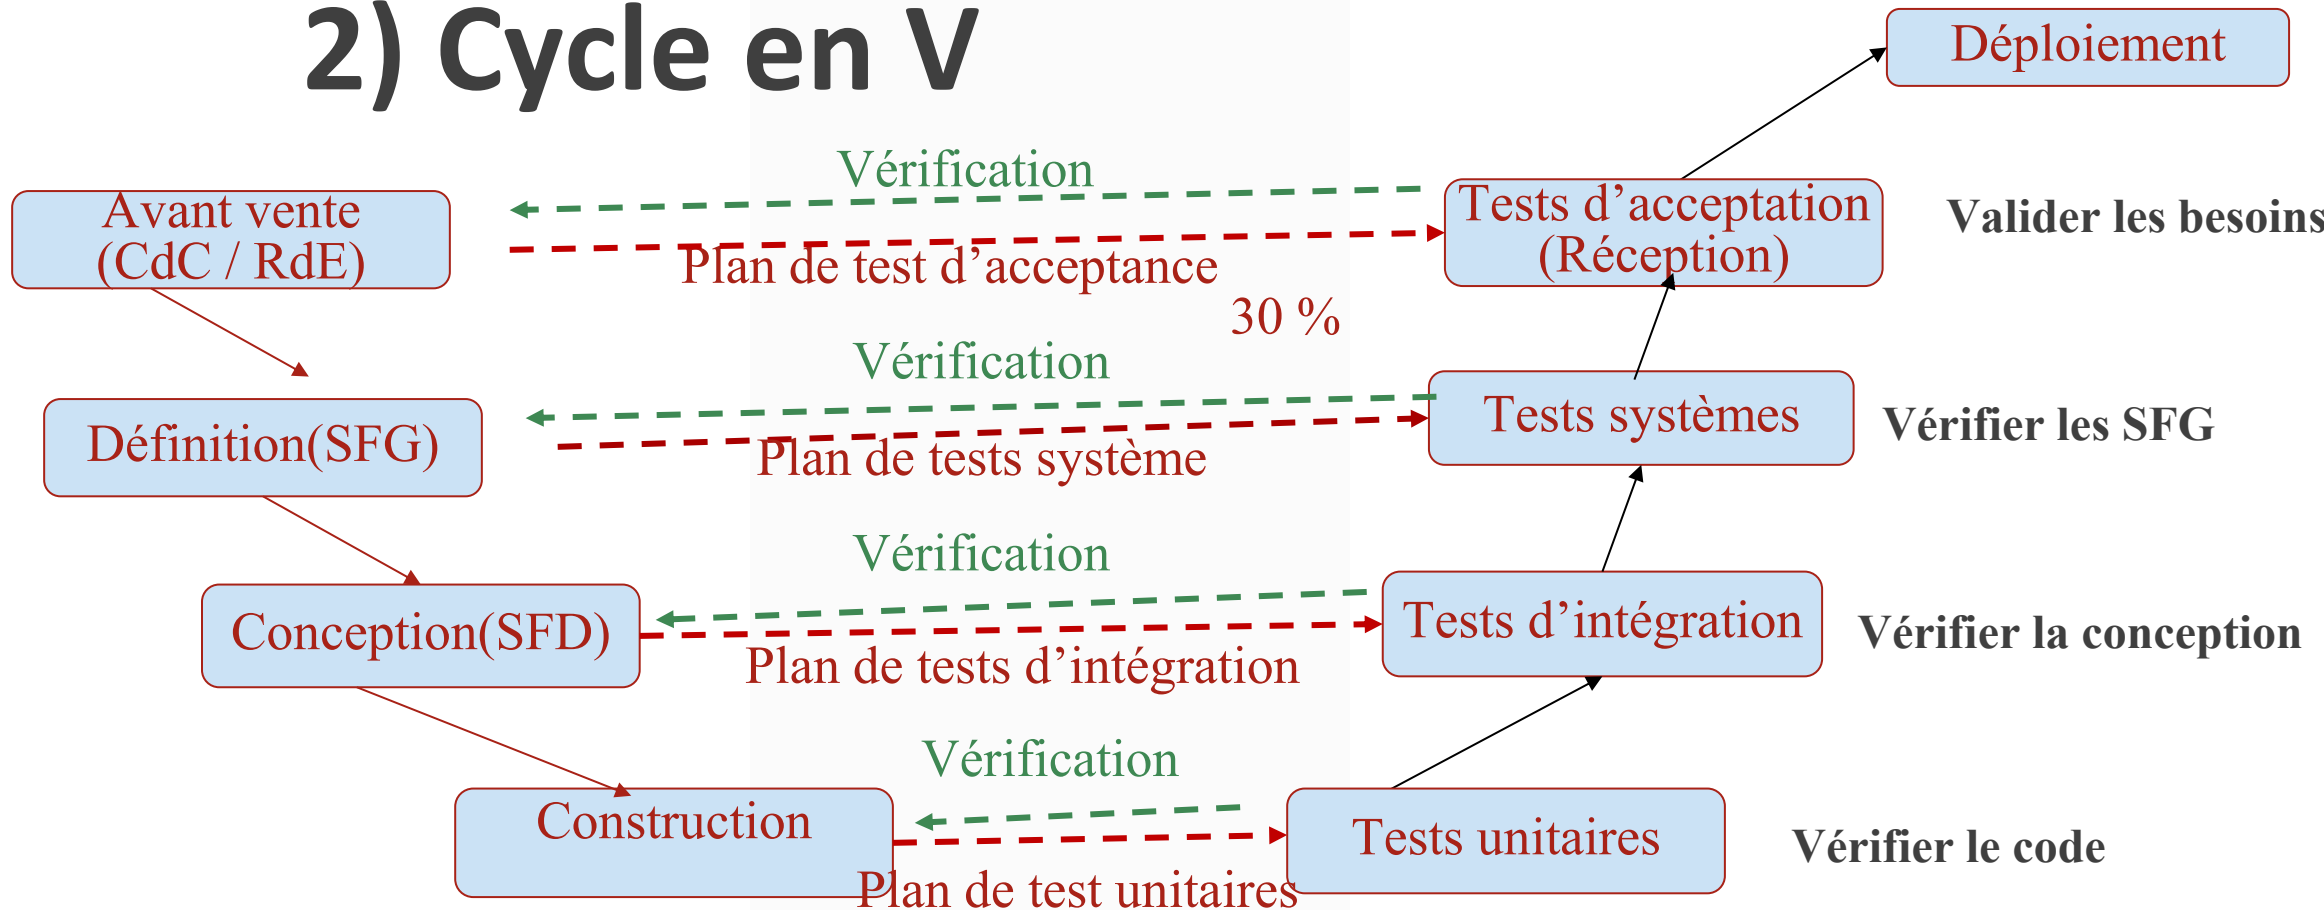 2) Cycle en V
Déploiement
Vérification
Avant vente
(CdC / RdE)
Tests d’acceptation
(Réception)
Valider les besoins
Plan de test d’acceptance
30 %
Vérification
Définition(SFG)
Tests systèmes
Vérifier les SFG
Plan de tests système
Vérification
Conception(SFD)
Tests d’intégration
Vérifier la conception
Plan de tests d’intégration
Vérification
Construction
Tests unitaires
Vérifier le code
Plan de test unitaires